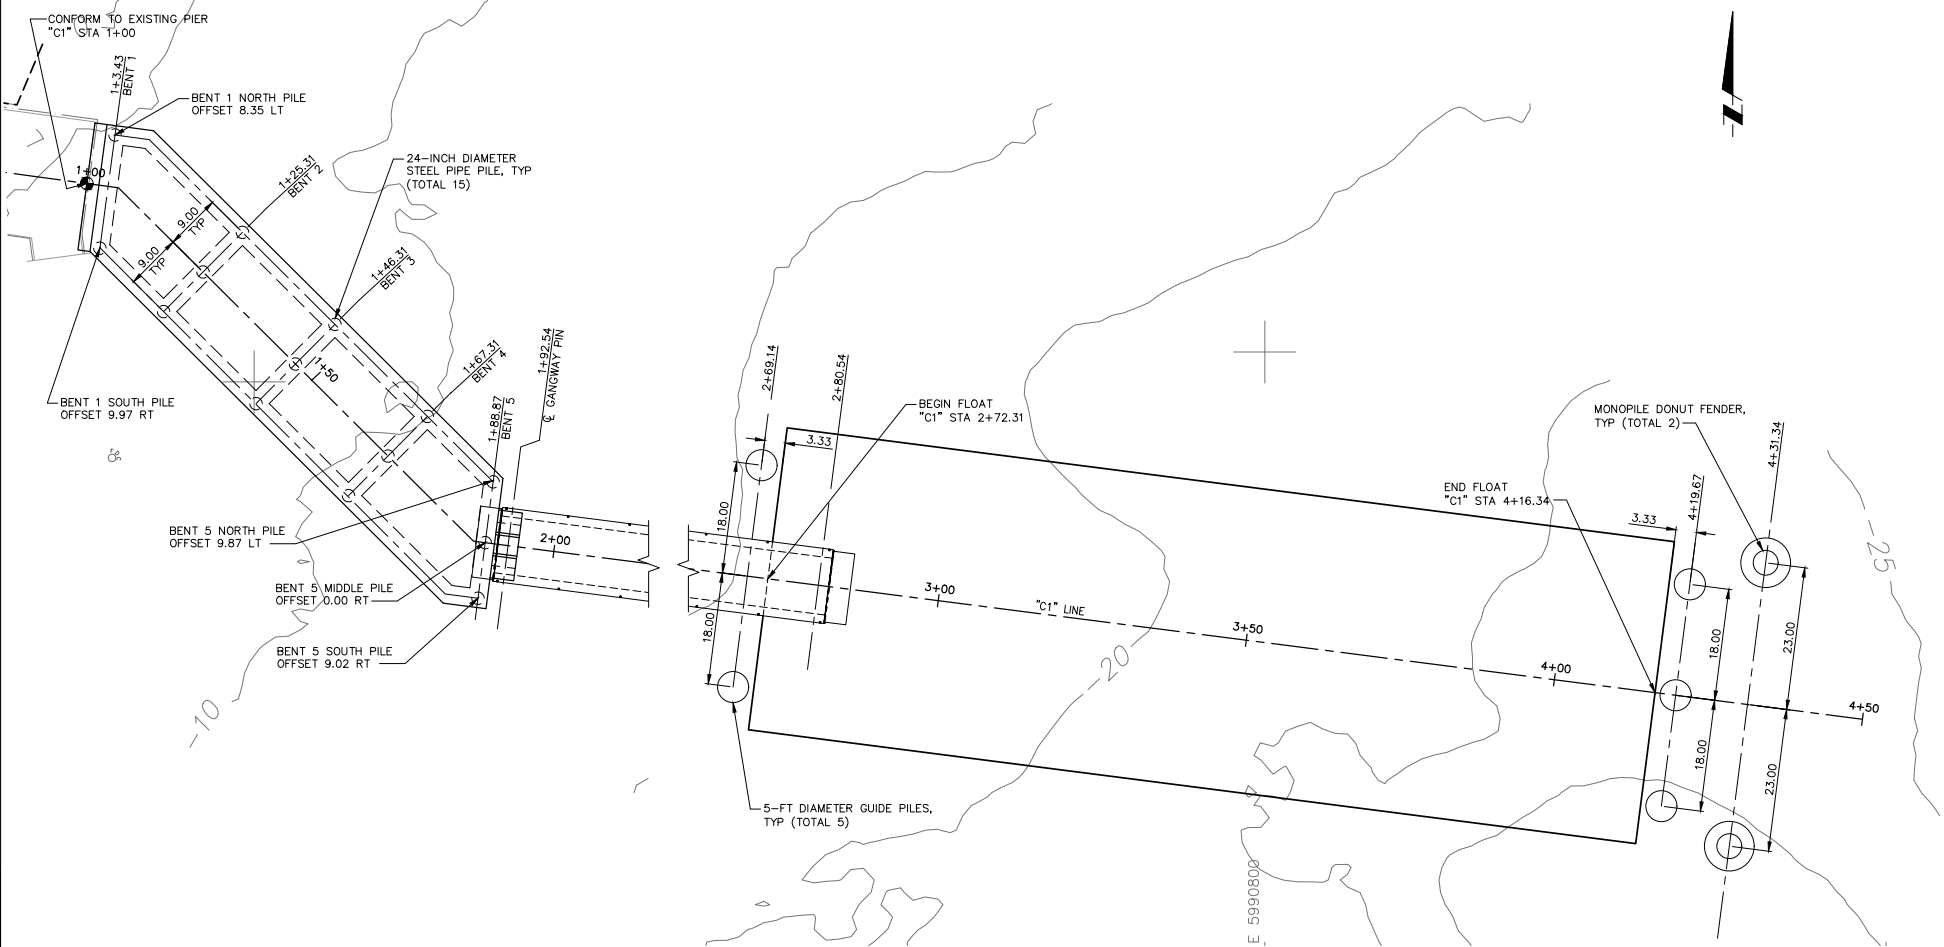 CONFORM TO EXISTING PIER
"C1" STA 1+00
1+3.43
BENT 1
BENT 1 NORTH PILE
OFFSET 8.35 LT
1+00
9.00
TYP
9.00
TYP
1+25.31
BENT 2
24-INCH DIAMETER
STEEL PIPE PILE, TYP
(TOTAL 15)
1+46.31
BENT 3
1+50
1+67.31
BENT 4
BENT 1 SOUTH PILE
OFFSET 9.97 RT
1+88.87
BENT 5
1+92.54
℄ GANGWAY PIN
BENT 5 NORTH PILE
OFFSET 9.87 LT
BENT 5 MIDDLE PILE
OFFSET 0.00 RT
BENT 5 SOUTH PILE
OFFSET 9.02 RT
2+00
-10
2+69.14
2+80.54
3.33
18.00
18.00
BEGIN FLOAT
"C1" STA 2+72.31
3+00
"C1" LINE
3+50
4+00
4+50
-20
5-FT DIAMETER GUIDE PILES,
TYP (TOTAL 5)
MONOPILE DONUT FENDER,
TYP (TOTAL 2)
END FLOAT
"C1" STA 4+16.34
3.33
4+19.67
4+31.34
18.00
18.00
23.00
23.00
-25
E 5990800
Z